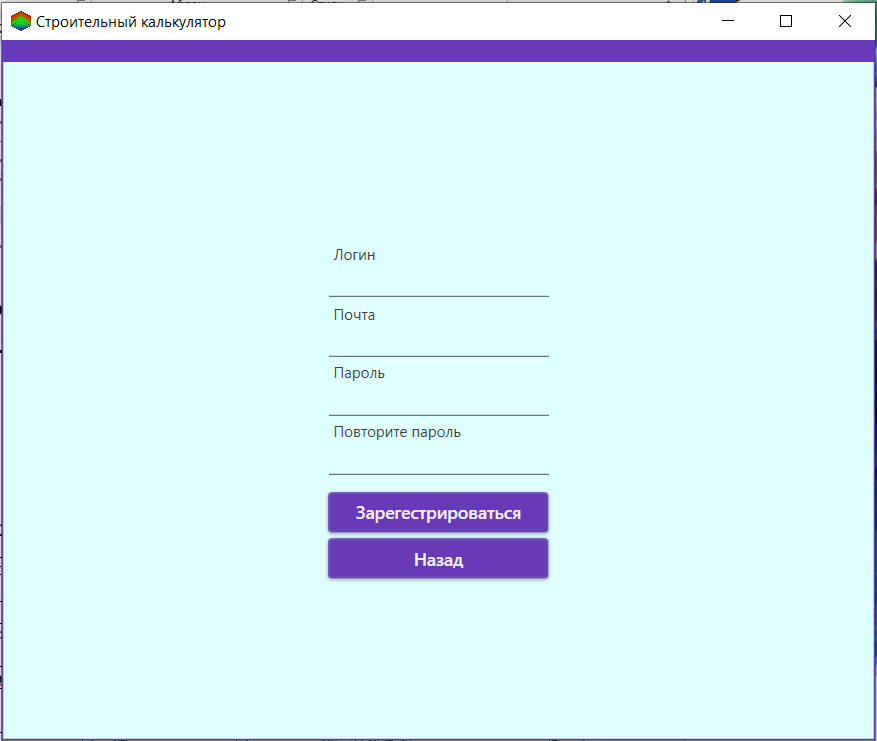 Строительный калькулятор
Логин
Почта
Пароль
Повторите пароль
Зарегестрироваться
Назад